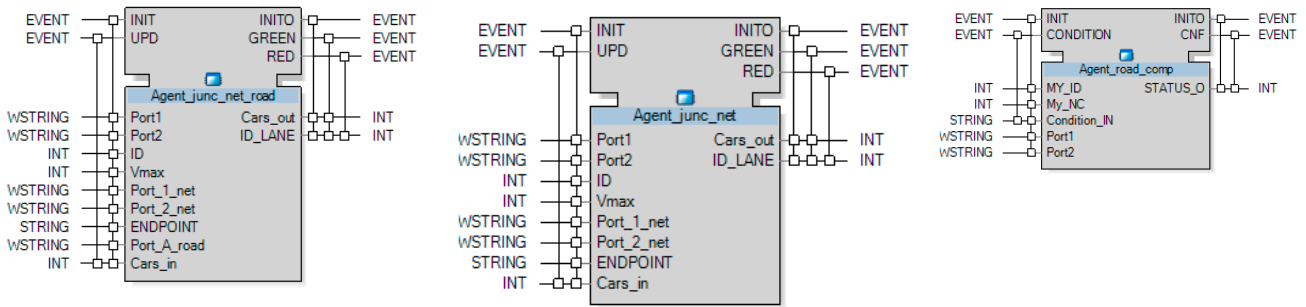 EVENT INIT INITO EVENT
EVENT UPD GREEN EVENT
RED EVENT
Agent_junc_net_road
WSTRING Port1 Cars_out INT
WSTRING Port2 ID_LANE INT
INT ID
INT Vmax
WSTRING Port_1_net
WSTRING Port_2_net
STRING ENDPOINT
WSTRING Port_A_road
INT Cars_in
EVENT INIT INITO EVENT
EVENT UPD GREEN EVENT
RED EVENT
Agent_junc_net
WSTRING Port1 Cars_out INT
WSTRING Port2 ID_LANE INT
INT ID
INT Vmax
WSTRING Port_1_net
WSTRING Port_2_net
STRING ENDPOINT
INT Cars_in
EVENT INIT INITO EVENT
EVENT CONDITION CNF EVENT
Agent_road_comp
INT MY_ID STATUS_O INT
INT My_NC
STRING Condition_IN
WSTRING Port1
WSTRING Port2